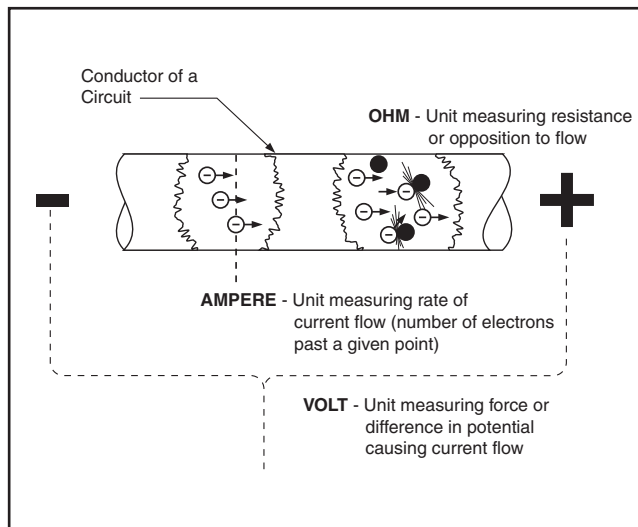 Conductor of a
Circuit
OHM - Unit measuring resistance
or opposition to flow
AMPERE - Unit measuring rate of
current flow (number of electrons
past a given point)
VOLT - Unit measuring force or
difference in potential
causing current flow